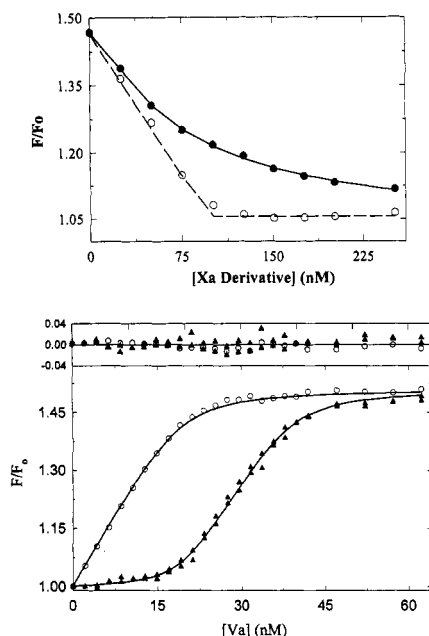 1.50
1.35
1.20
1.05
F/Fo
0 75 150 225
[Xa Derivative] (nM)
0.04
0.00
-0.04
1.45
1.30
1.15
1.00
F/Fo
0 15 30 45 60
[Va] (nM)